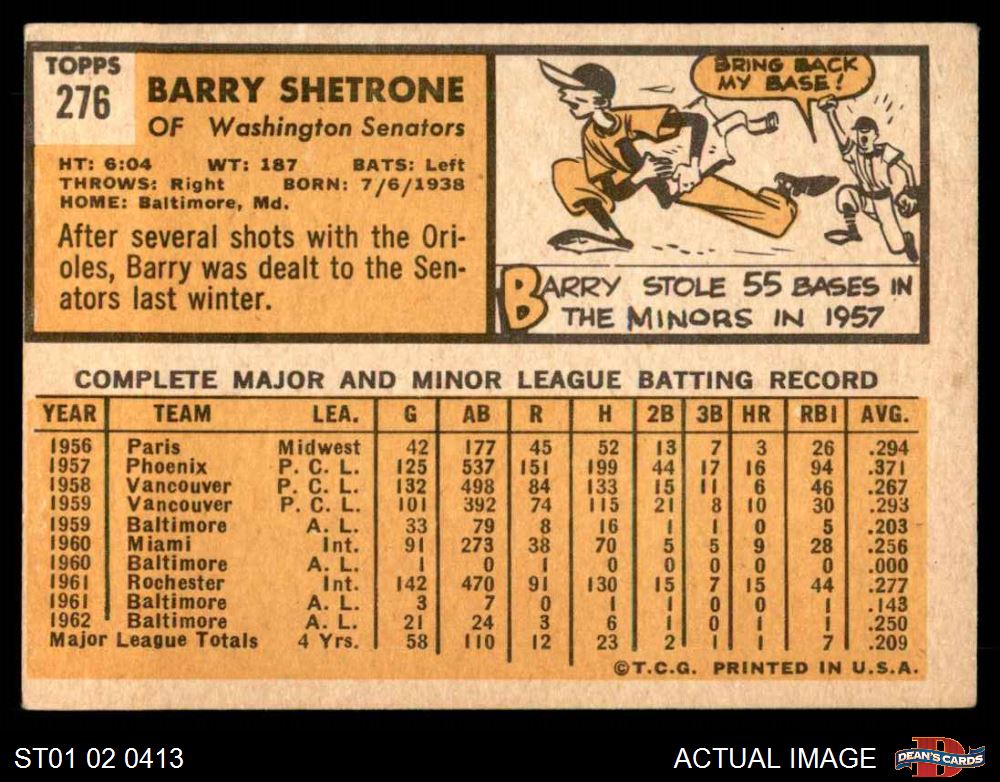 TOPPS
276
BARRY SHETRONE
OF Washington Senators
HT: 6:04 WT: 187 BATS: Left
THROWS: Right BORN: 7/6/1938
HOME: Baltimore, Md.
After several shots with the Ori-
oles, Barry was dealt to the Sen-
ators last winter.
BRING BACK
MY BASE!
BARRY STOLE 55 BASES IN
THE MINORS IN 1957
COMPLETE MAJOR AND MINOR LEAGUE BATTING RECORD
YEAR TEAM LEA. G AB R H 2B 3B HR RBI AVG.
1956 Paris Midwest 42 177 45 52 13 7 3 26 .294
1957 Phoenix P. C. L. 125 537 151 199 44 17 16 94 .371
1958 Vancouver P. C. L. 132 498 84 133 15 11 6 46 .267
1959 Vancouver P. C. L. 101 392 74 115 21 8 10 30 .293
1959 Baltimore A. L. 33 79 8 16 1 1 0 5 .203
1960 Miami Int. 91 273 38 70 5 5 9 28 .256
1960 Baltimore A. L. 1 0 1 0 0 0 0 0 .000
1961 Rochester Int. 142 470 91 130 15 7 15 44 .277
1961 Baltimore A. L. 3 7 0 1 1 0 0 1 .143
1962 Baltimore A. L. 21 24 3 6 1 0 1 1 .250
Major League Totals 4 Yrs. 58 110 12 23 2 1 1 7 .209
©T.C.G. PRINTED IN U.S.A.
ST01 02 0413
ACTUAL IMAGE
D
DEAN'S CARDS